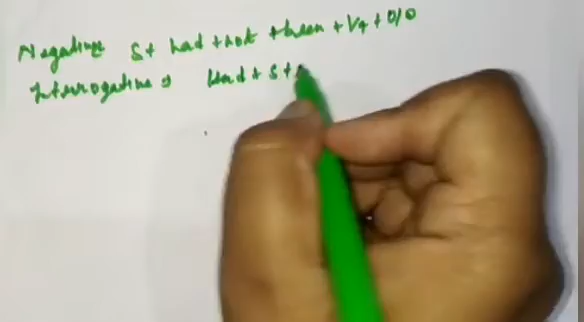 Negative S + had + not + been + V4 + O/O
Interrogative Had + S +